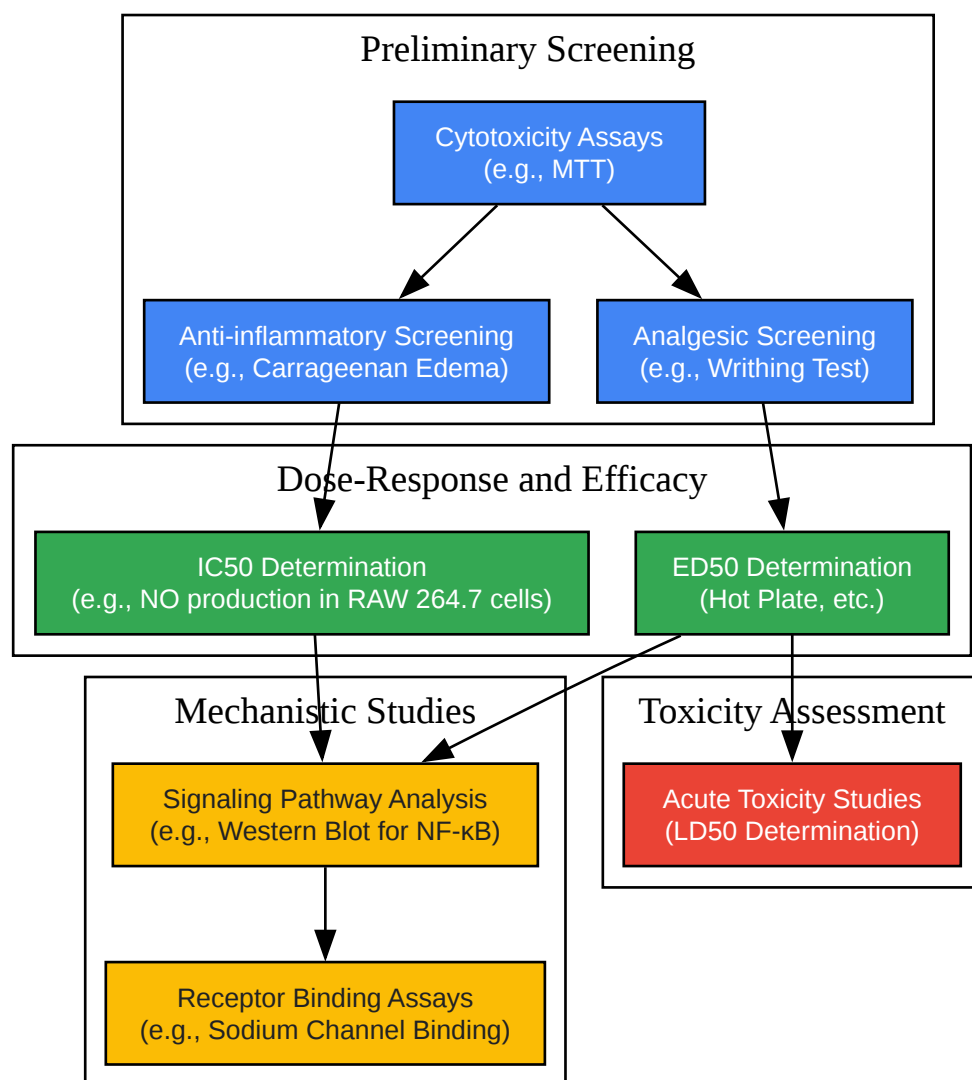 Preliminary Screening
Cytotoxicity Assays
(e.g., MTT)
Anti-inflammatory Screening
(e.g., Carrageenan Edema)
Analgesic Screening
(e.g., Writhing Test)
Dose-Response and Efficacy
IC50 Determination
(e.g., NO production in RAW 264.7 cells)
ED50 Determination
(Hot Plate, etc.)
Mechanistic Studies
Signaling Pathway Analysis
(e.g., Western Blot for NF-κB)
Receptor Binding Assays
(e.g., Sodium Channel Binding)
Toxicity Assessment
Acute Toxicity Studies
(LD50 Determination)